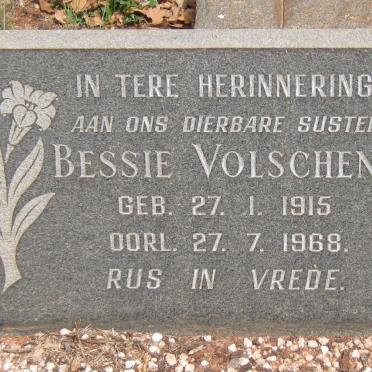 IN TERE HERINNERING
AAN ONS DIERBARE SUSTE
BESSIE VOLSCHEN
GEB. 27. 1. 1915
OORL. 27. 7. 1968.
RUS IN VREDE.